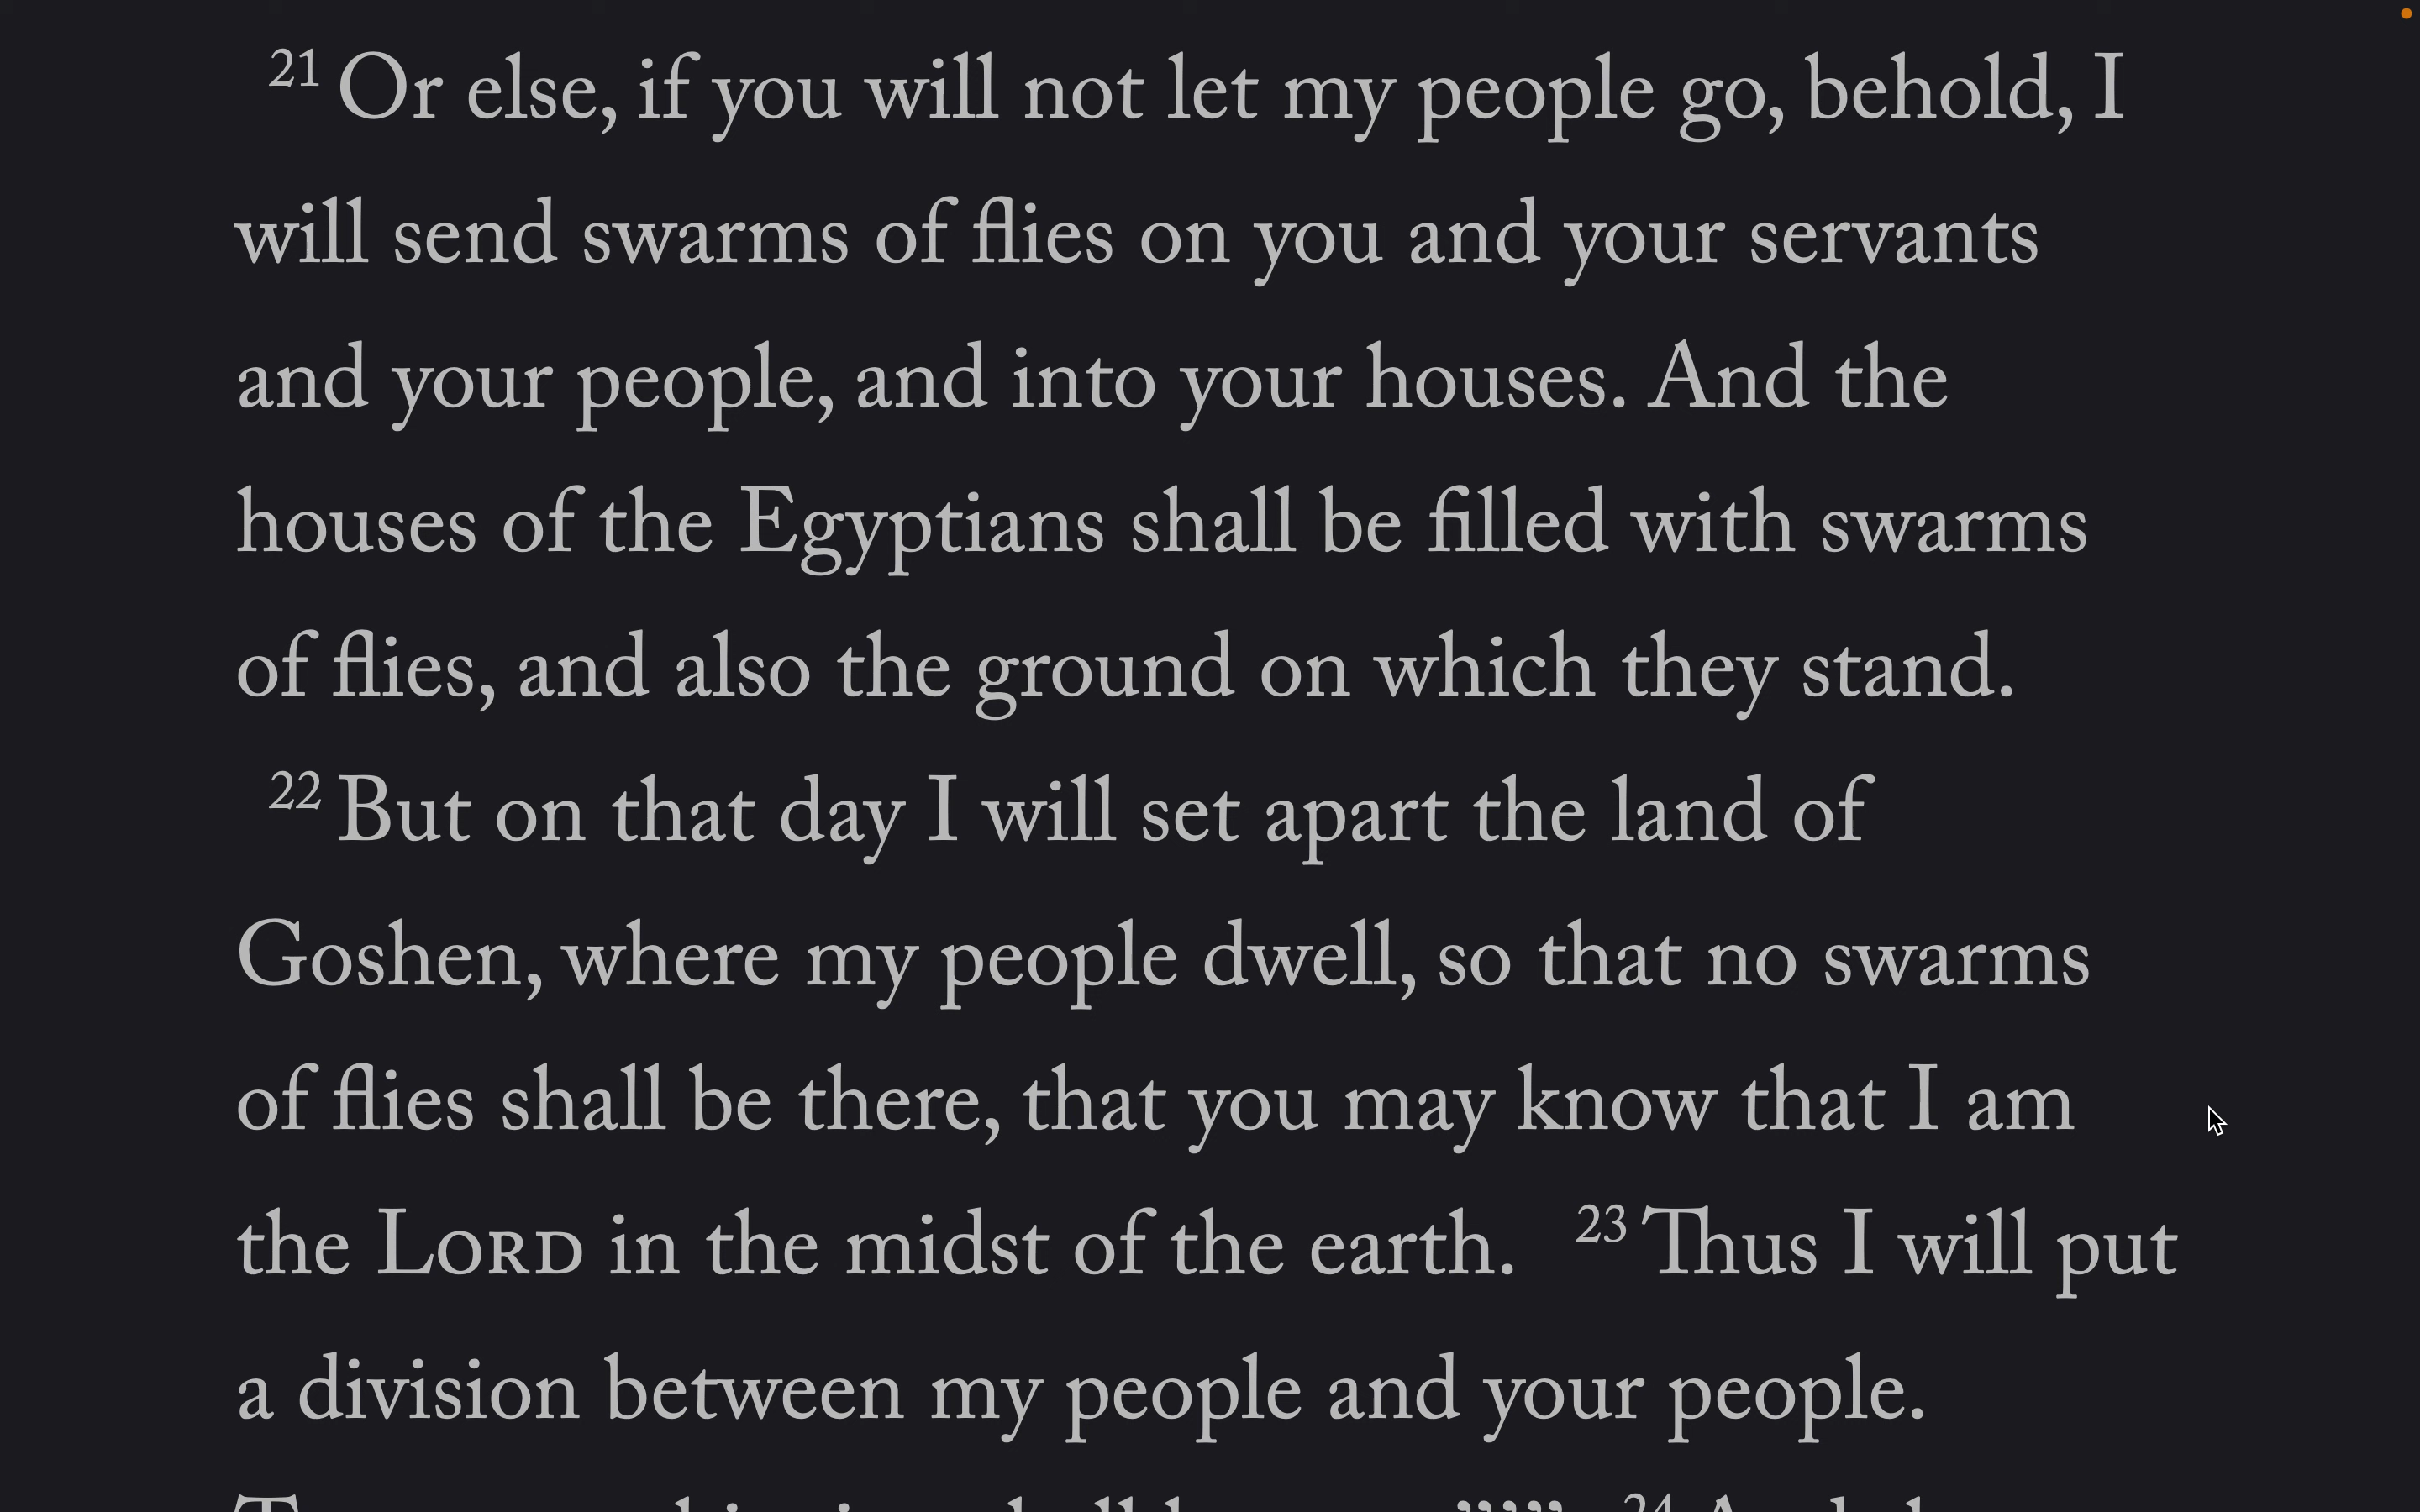 21 Or else, if you will not let my people go, behold, I
will send swarms of flies on you and your servants
and your people, and into your houses. And the
houses of the Egyptians shall be filled with swarms
of flies, and also the ground on which they stand.
22 But on that day I will set apart the land of
Goshen, where my people dwell, so that no swarms
of flies shall be there, that you may know that I am
the LORD in the midst of the earth. 23 Thus I will put
a division between my people and your people.